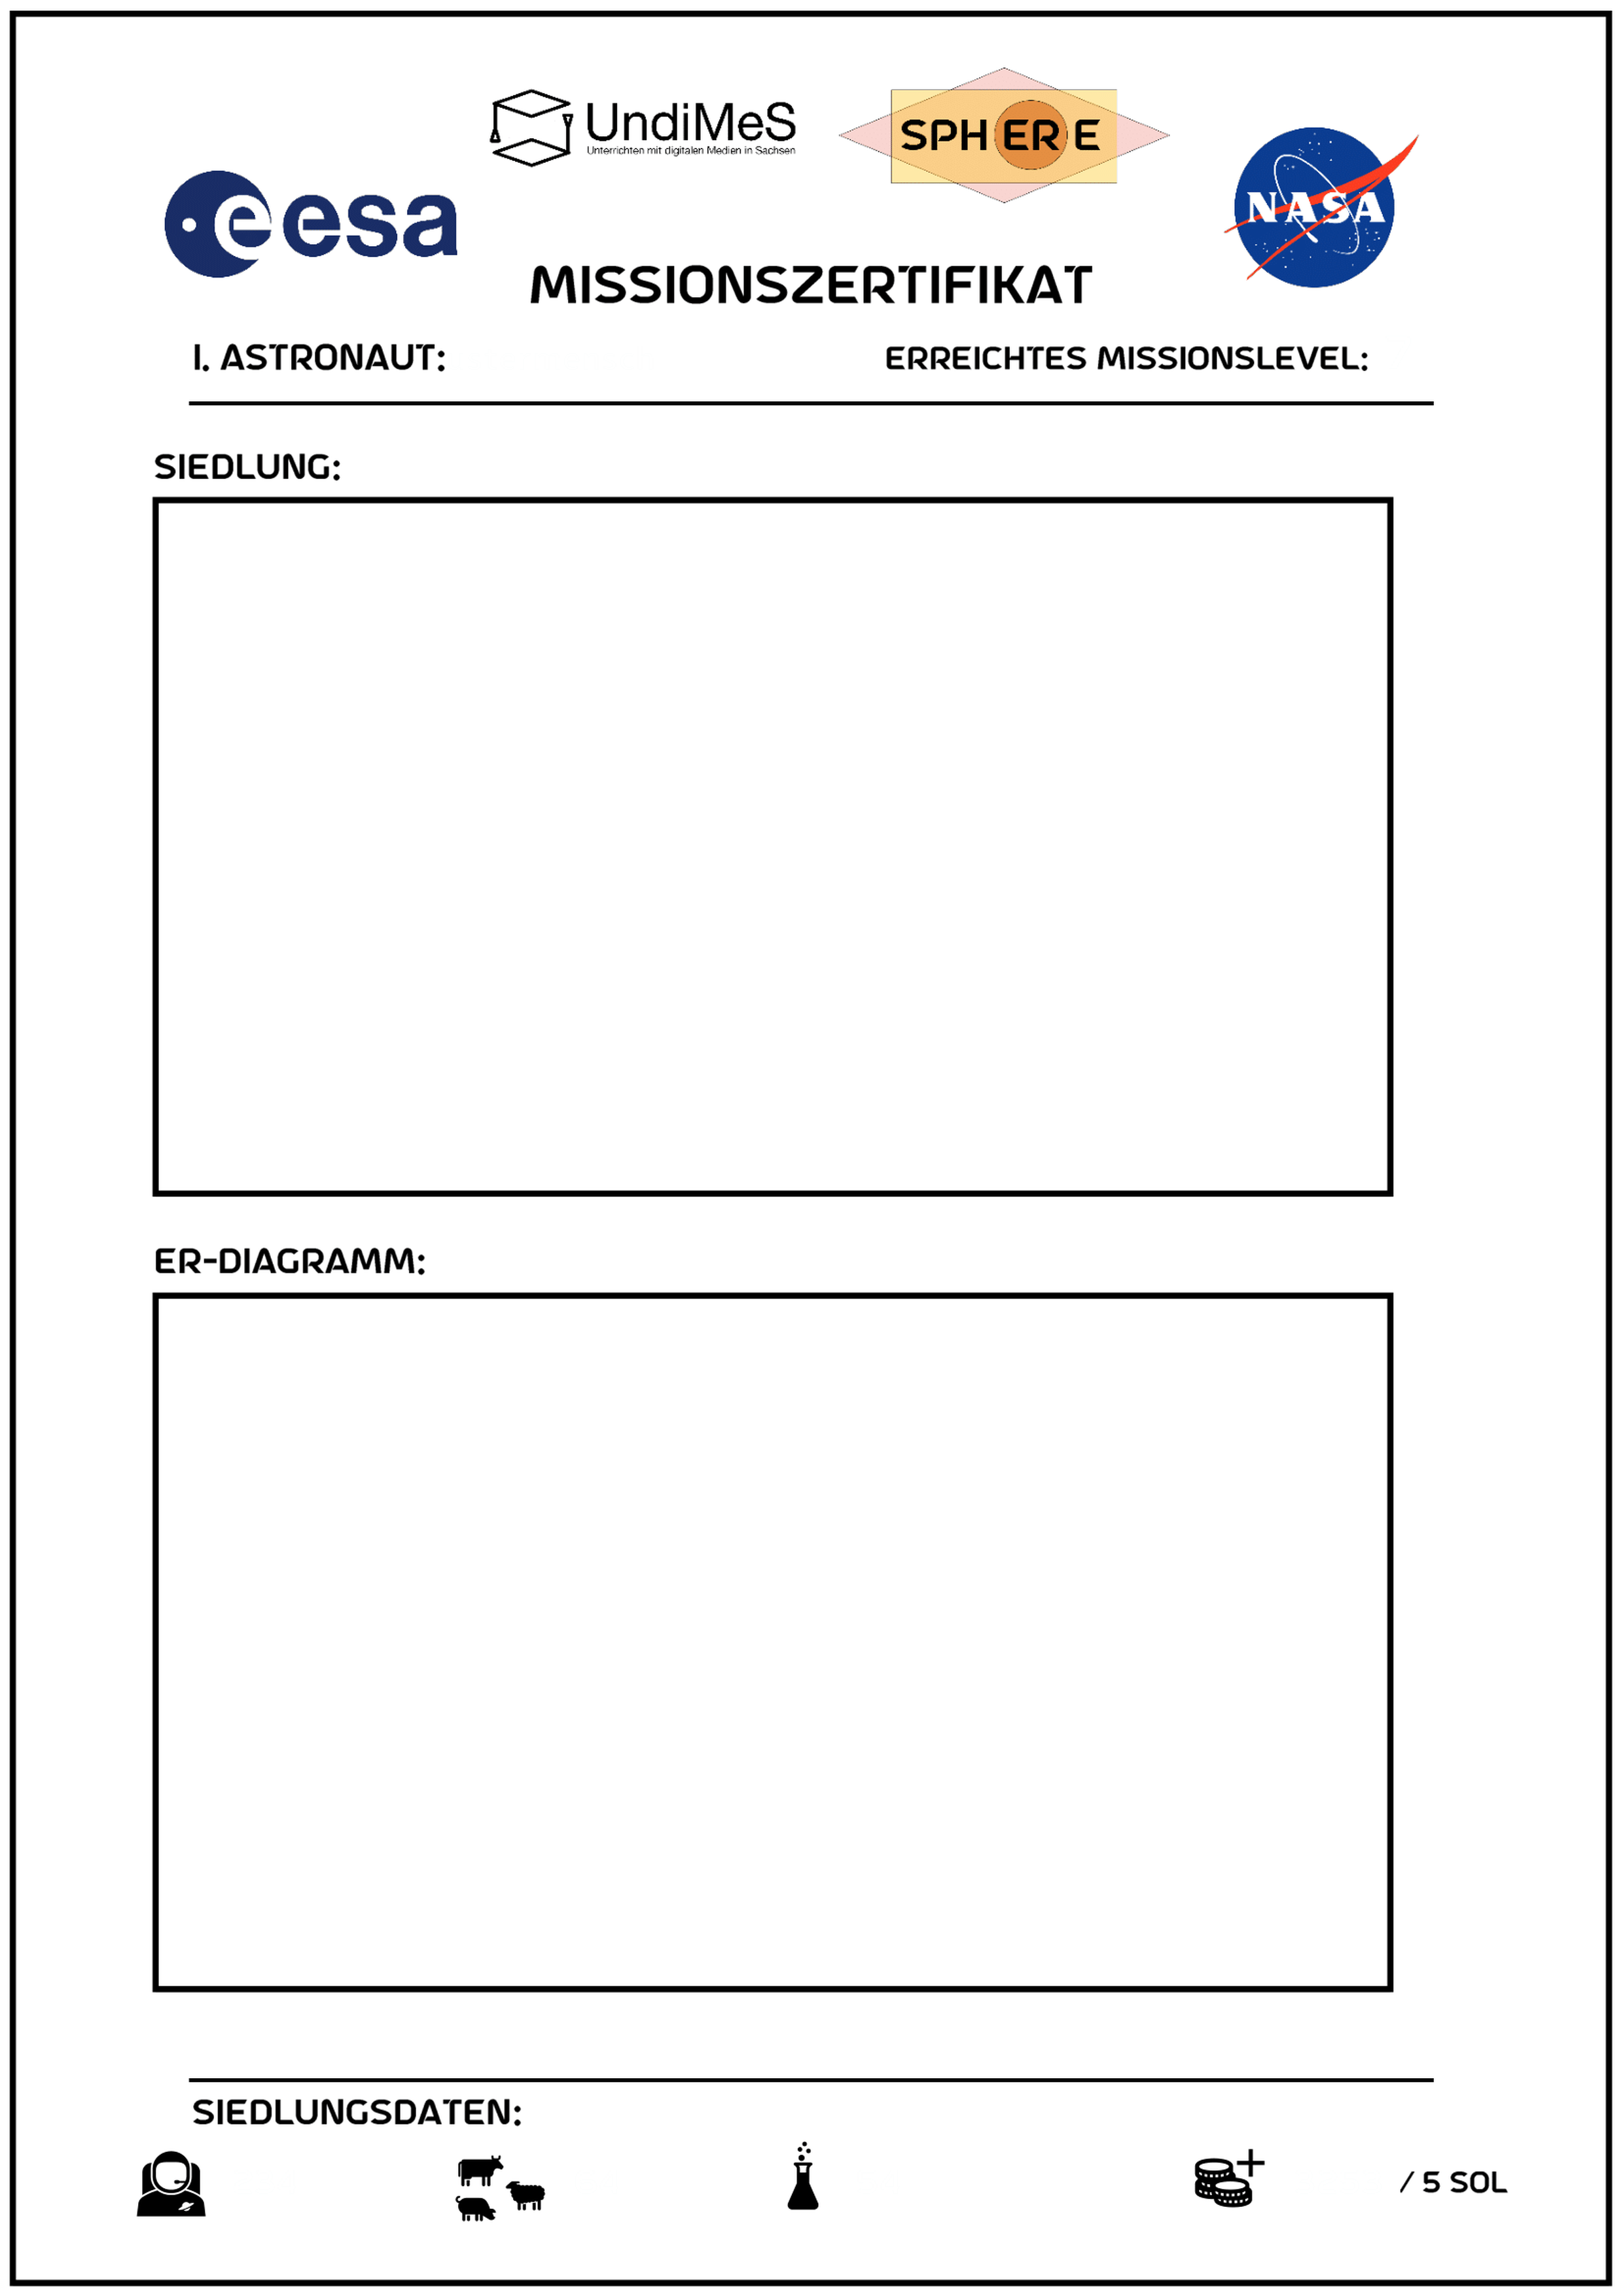 UndiMeS
Unterrichten mit digitalen Medien in Sachsen
SPHERE
esa
NASA
MISSIONSZERTIFIKAT
1. ASTRONAUT:
ERREICHTES MISSIONSLEVEL:
SIEDLUNG:
ER-DIAGRAMM:
SIEDLUNGSDATEN:
/ 5 SOL